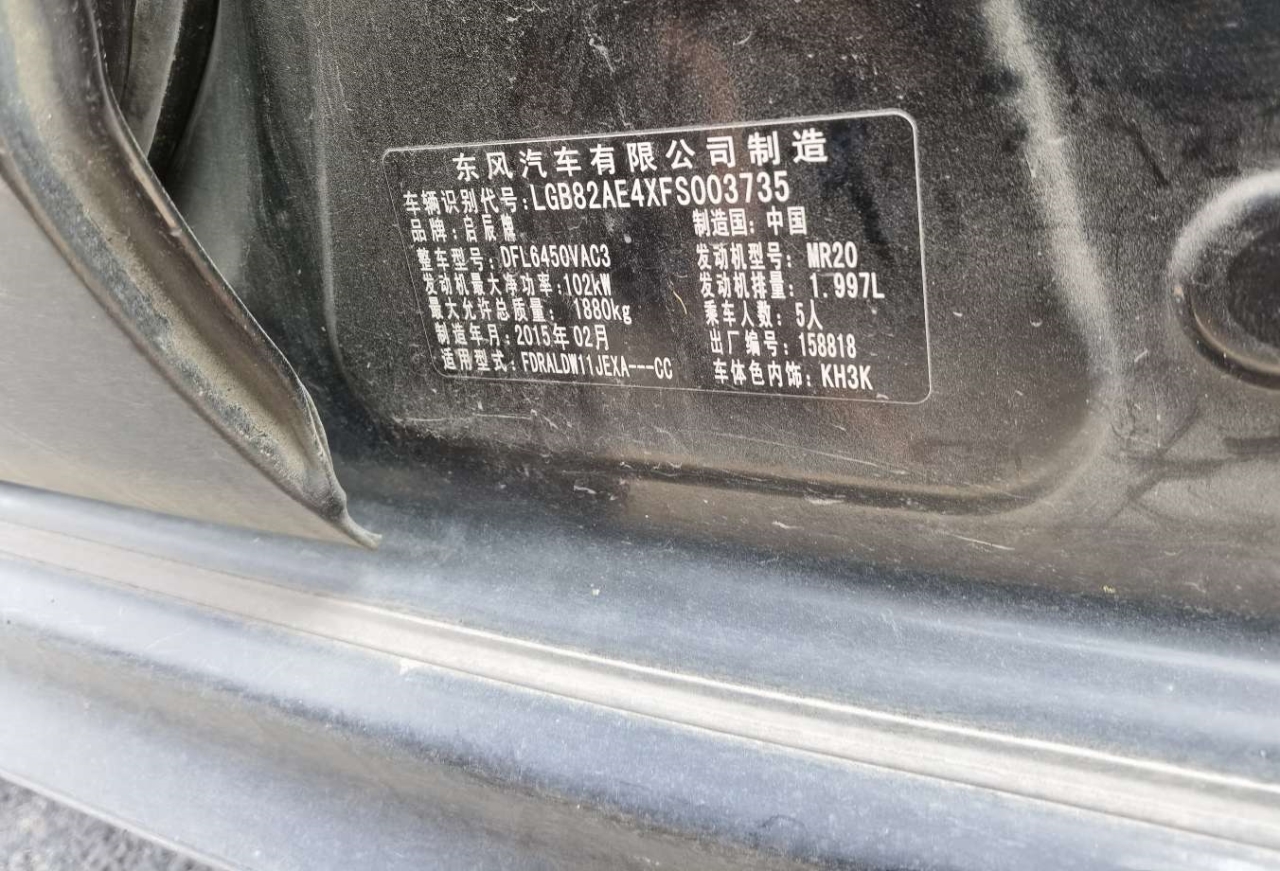 东风汽车有限公司制造
车辆识别代号:LGB82AE4XFS003735
品牌:启辰牌 制造国:中国
整车型号:DFL6450VAC3 发动机型号:MR20
发动机最大净功率:102kW 发动机排量:1.997L
最大允许总质量:1880kg 乘车人数:5人
制造年月:2015年02月 出厂编号:158818
适用型式:FDRALDW11JEXA---CC 车体色内饰:KH3K